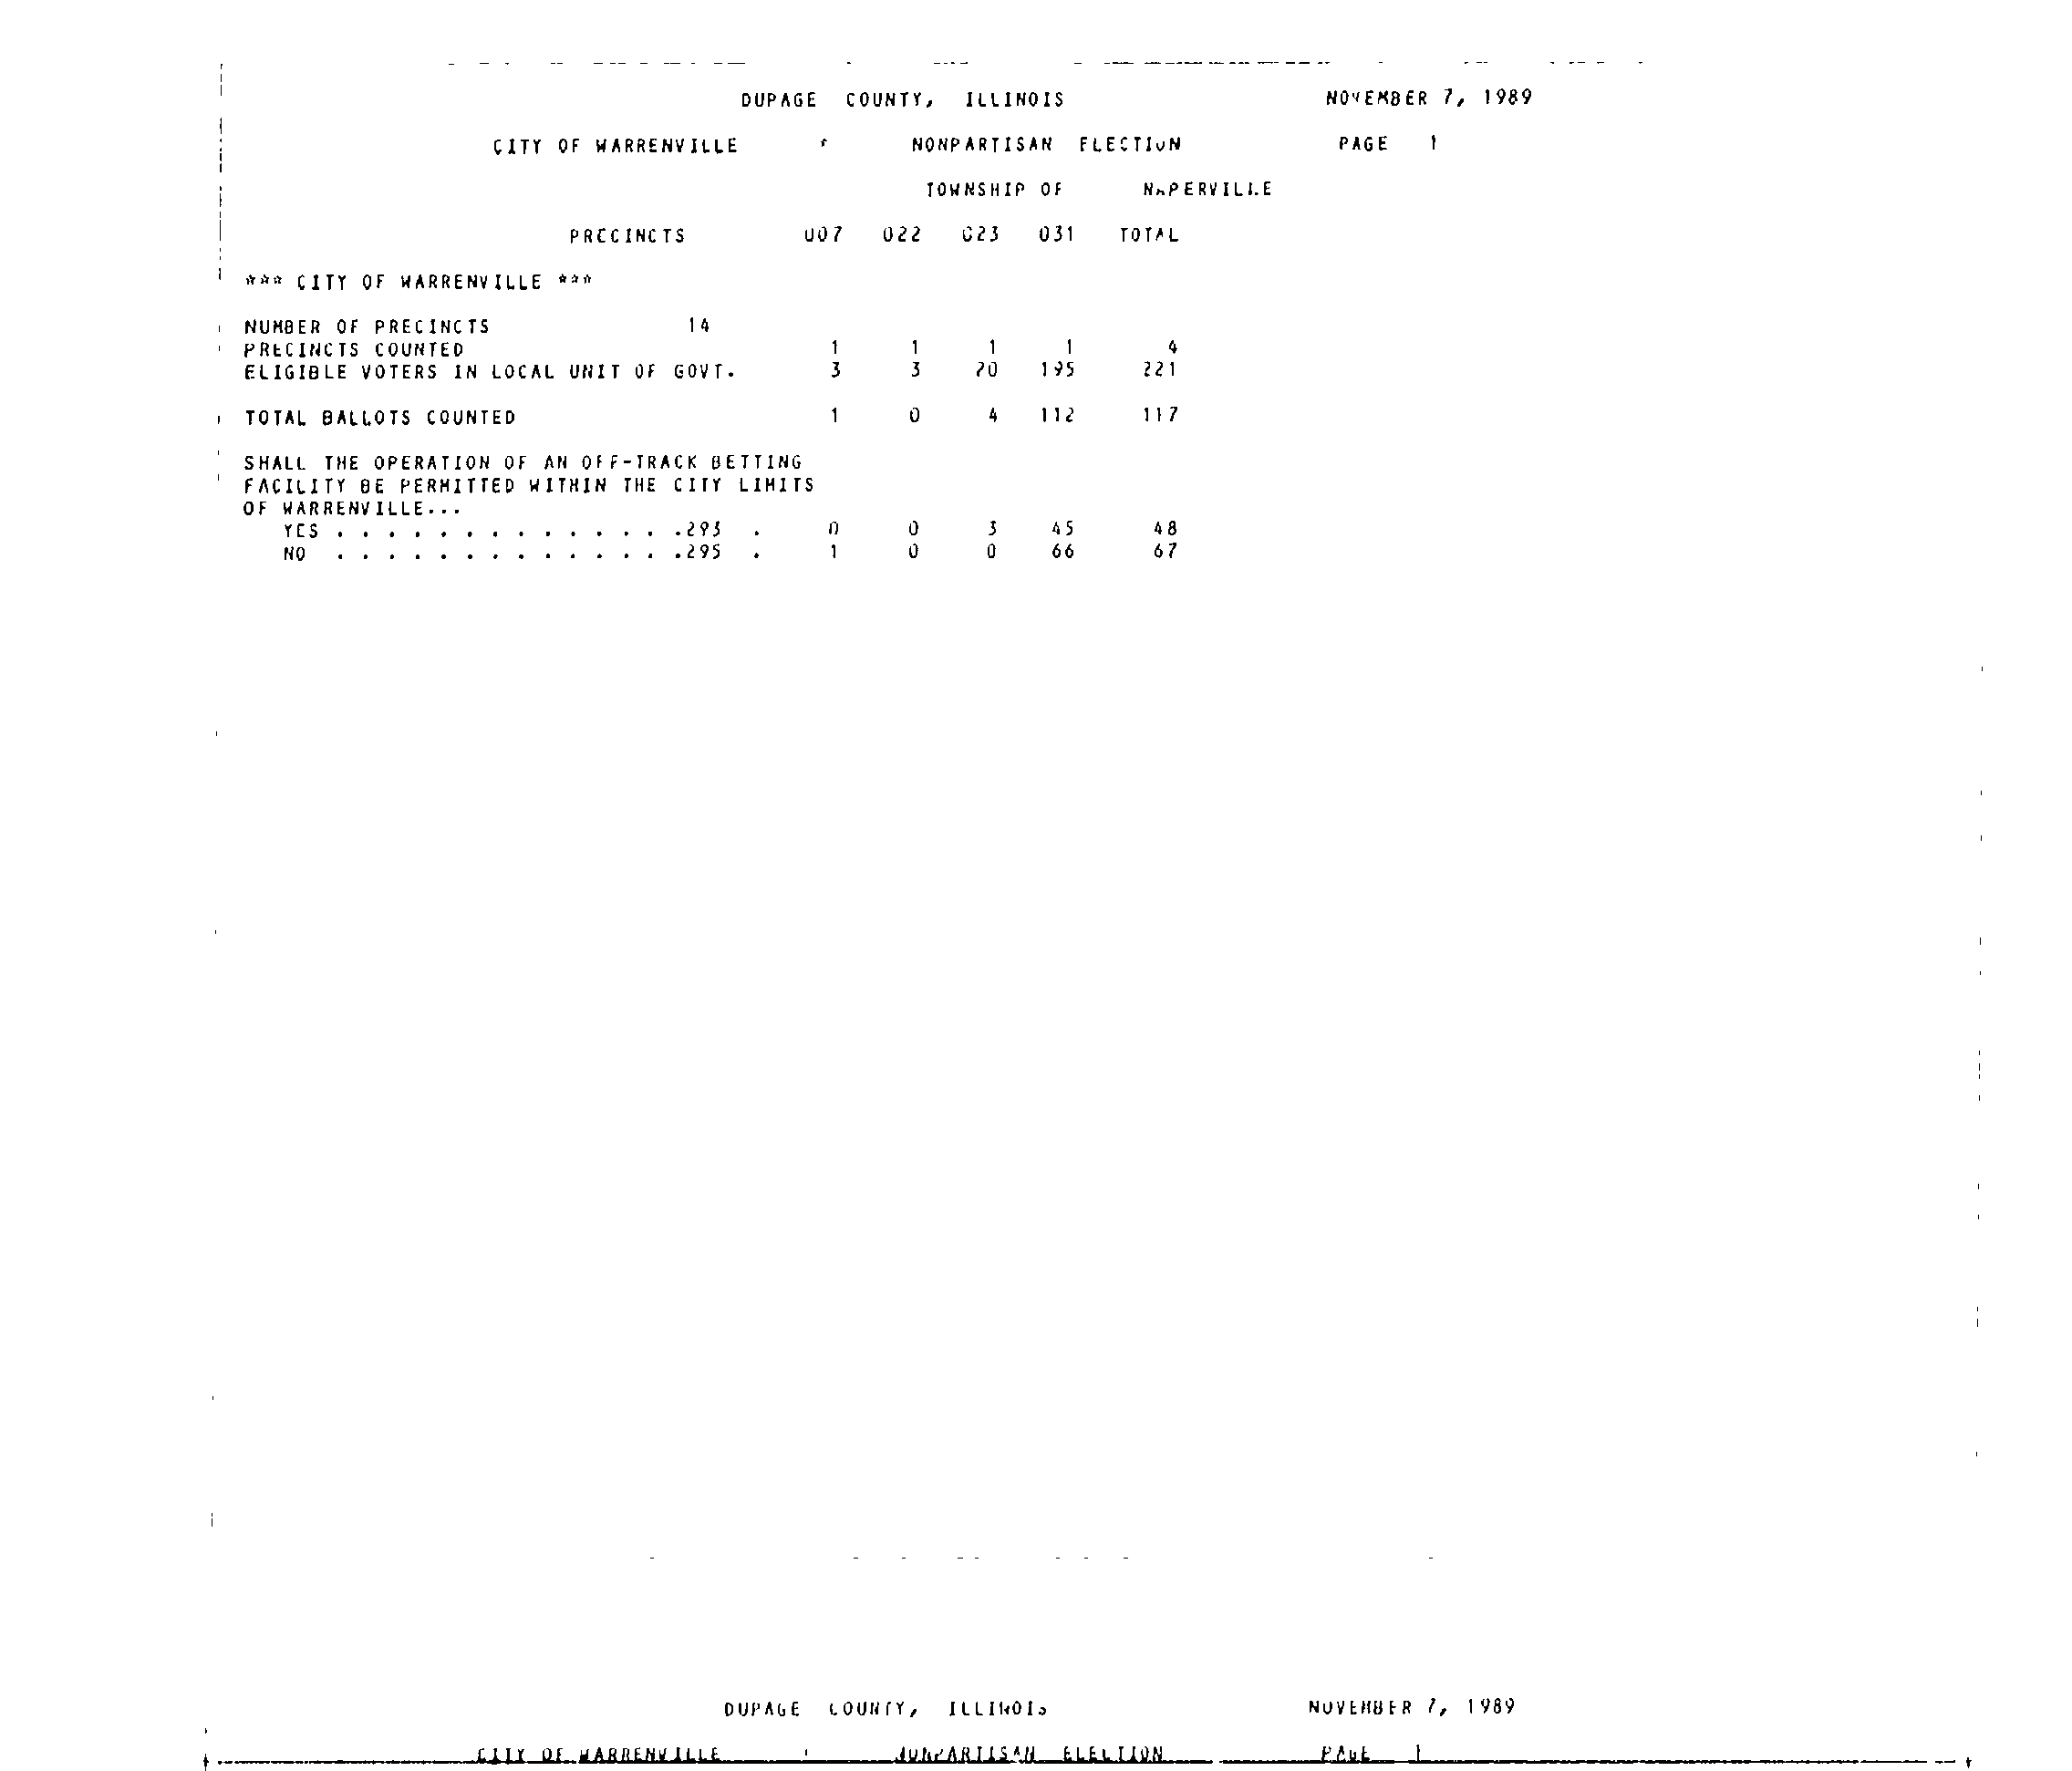 DUPAGE COUNTY, ILLINOIS NOVEMBER 7, 1989
CITY OF WARRENVILLE NONPARTISAN ELECTION PAGE 1
TOWNSHIP OF NAPERVILLE
PRECINCTS 007 022 023 031 TOTAL
*** CITY OF WARRENVILLE ***
NUMBER OF PRECINCTS 14
PRECINCTS COUNTED 1 1 1 1 4
ELIGIBLE VOTERS IN LOCAL UNIT OF GOVT. 3 3 20 195 221
TOTAL BALLOTS COUNTED 1 0 4 112 117
SHALL THE OPERATION OF AN OFF-TRACK BETTING
FACILITY BE PERMITTED WITHIN THE CITY LIMITS
OF WARRENVILLE...
YES . . . . . . . . . . . . . .293 . 0 0 3 45 48
NO . . . . . . . . . . . . . .295 . 1 0 0 66 67
DUPAGE COUNTY, ILLINOIS NOVEMBER 7, 1989
CITY OF WARRENVILLE NONPARTISAN ELECTION PAGE 1